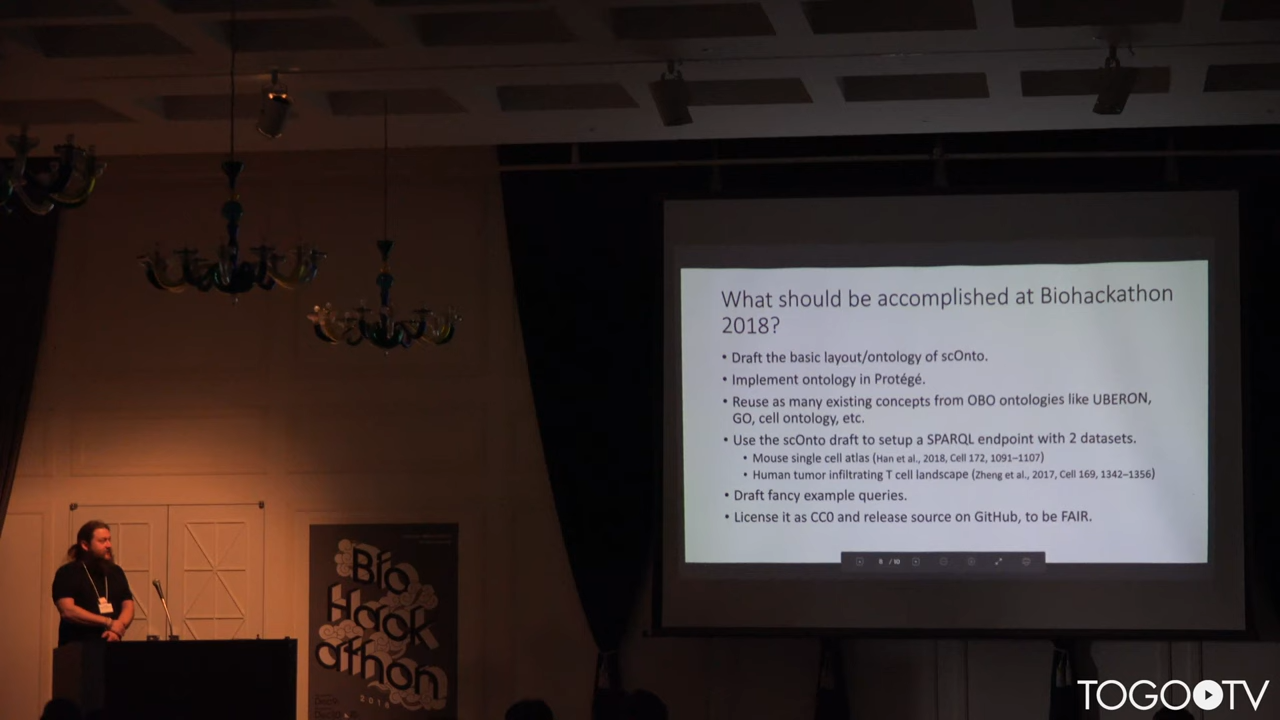 What should be accomplished at Biohackathon
2018?
• Draft the basic layout/ontology of scOnto.
• Implement ontology in Protégé.
• Reuse as many existing concepts from OBO ontologies like UBERON,
GO, cell ontology, etc.
• Use the scOnto draft to setup a SPARQL endpoint with 2 datasets.
• Mouse single cell atlas (Han et al., 2018, Cell 172, 1091–1107)
• Human tumor infiltrating T cell landscape (Zheng et al., 2017, Cell 169, 1342–1356)
• Draft fancy example queries.
• License it as CC0 and release source on GitHub, to be FAIR.
8 / 10
Bio
Hack
athon
2018
TOGOTV